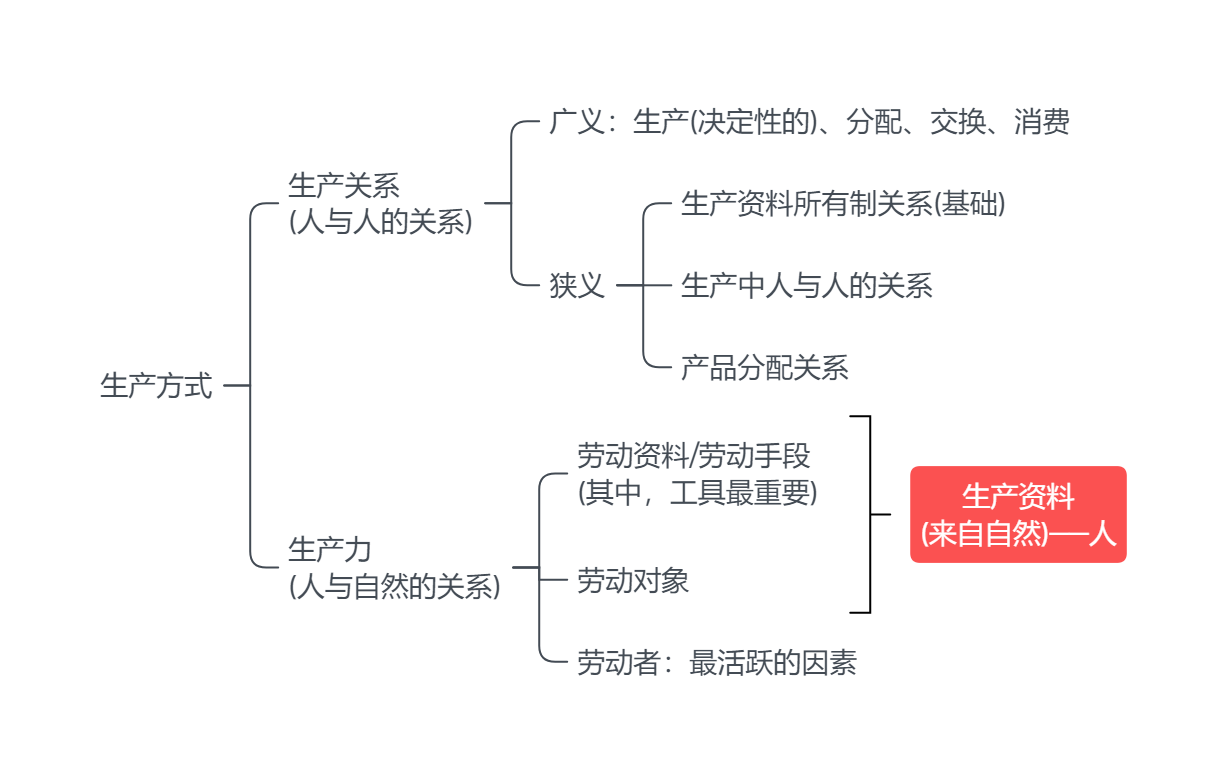 广义：生产(决定性的)、分配、交换、消费
生产关系
(人与人的关系)
生产资料所有制关系(基础)
狭义
生产中人与人的关系
产品分配关系
生产方式
劳动资料/劳动手段
(其中，工具最重要)
生产资料
(来自自然)——人
生产力
(人与自然的关系)
劳动对象
劳动者：最活跃的因素